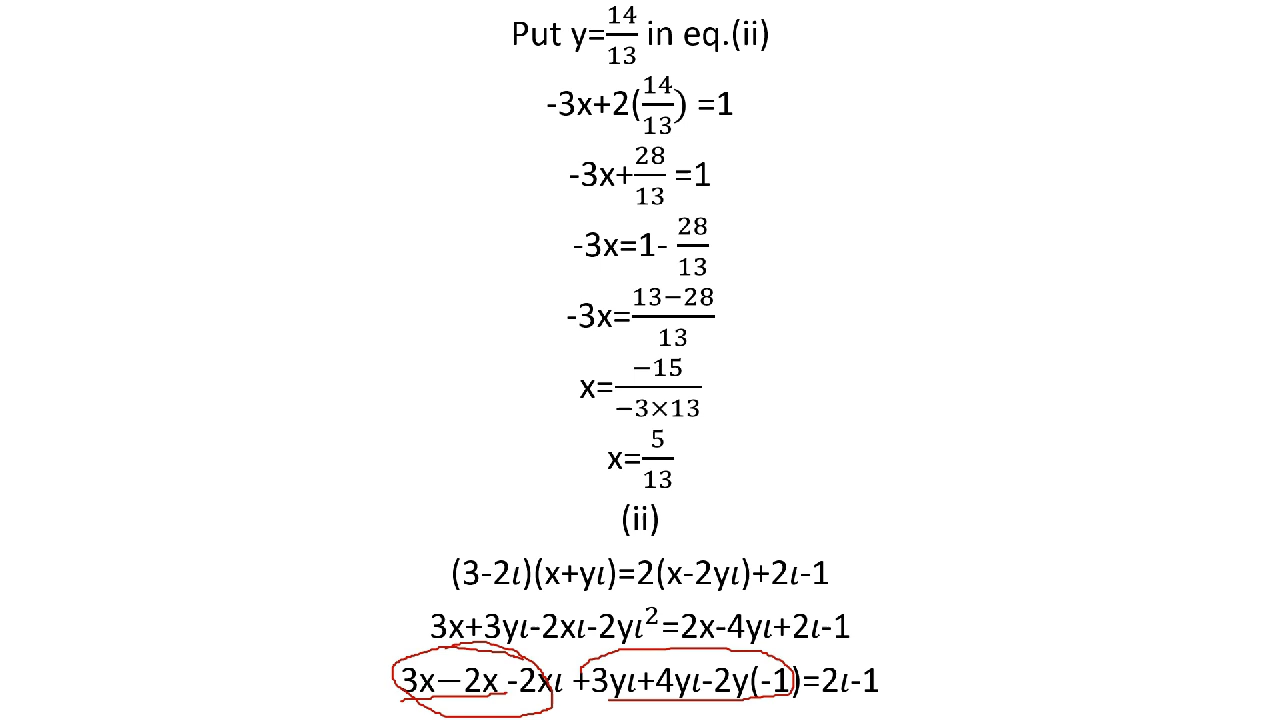 Put y=14/13 in eq.(ii)
-3x+2(14/13) =1
-3x+28/13 =1
-3x=1- 28/13
-3x=13−28/13
x=−15/−3×13
x=5/13
(ii)
(3-2ɩ)(x+yɩ)=2(x-2yɩ)+2ɩ-1
3x+3yɩ-2xɩ-2yɩ²=2x-4yɩ+2ɩ-1
3x−2x -2xɩ +3yɩ+4yɩ-2y(-1)=2ɩ-1